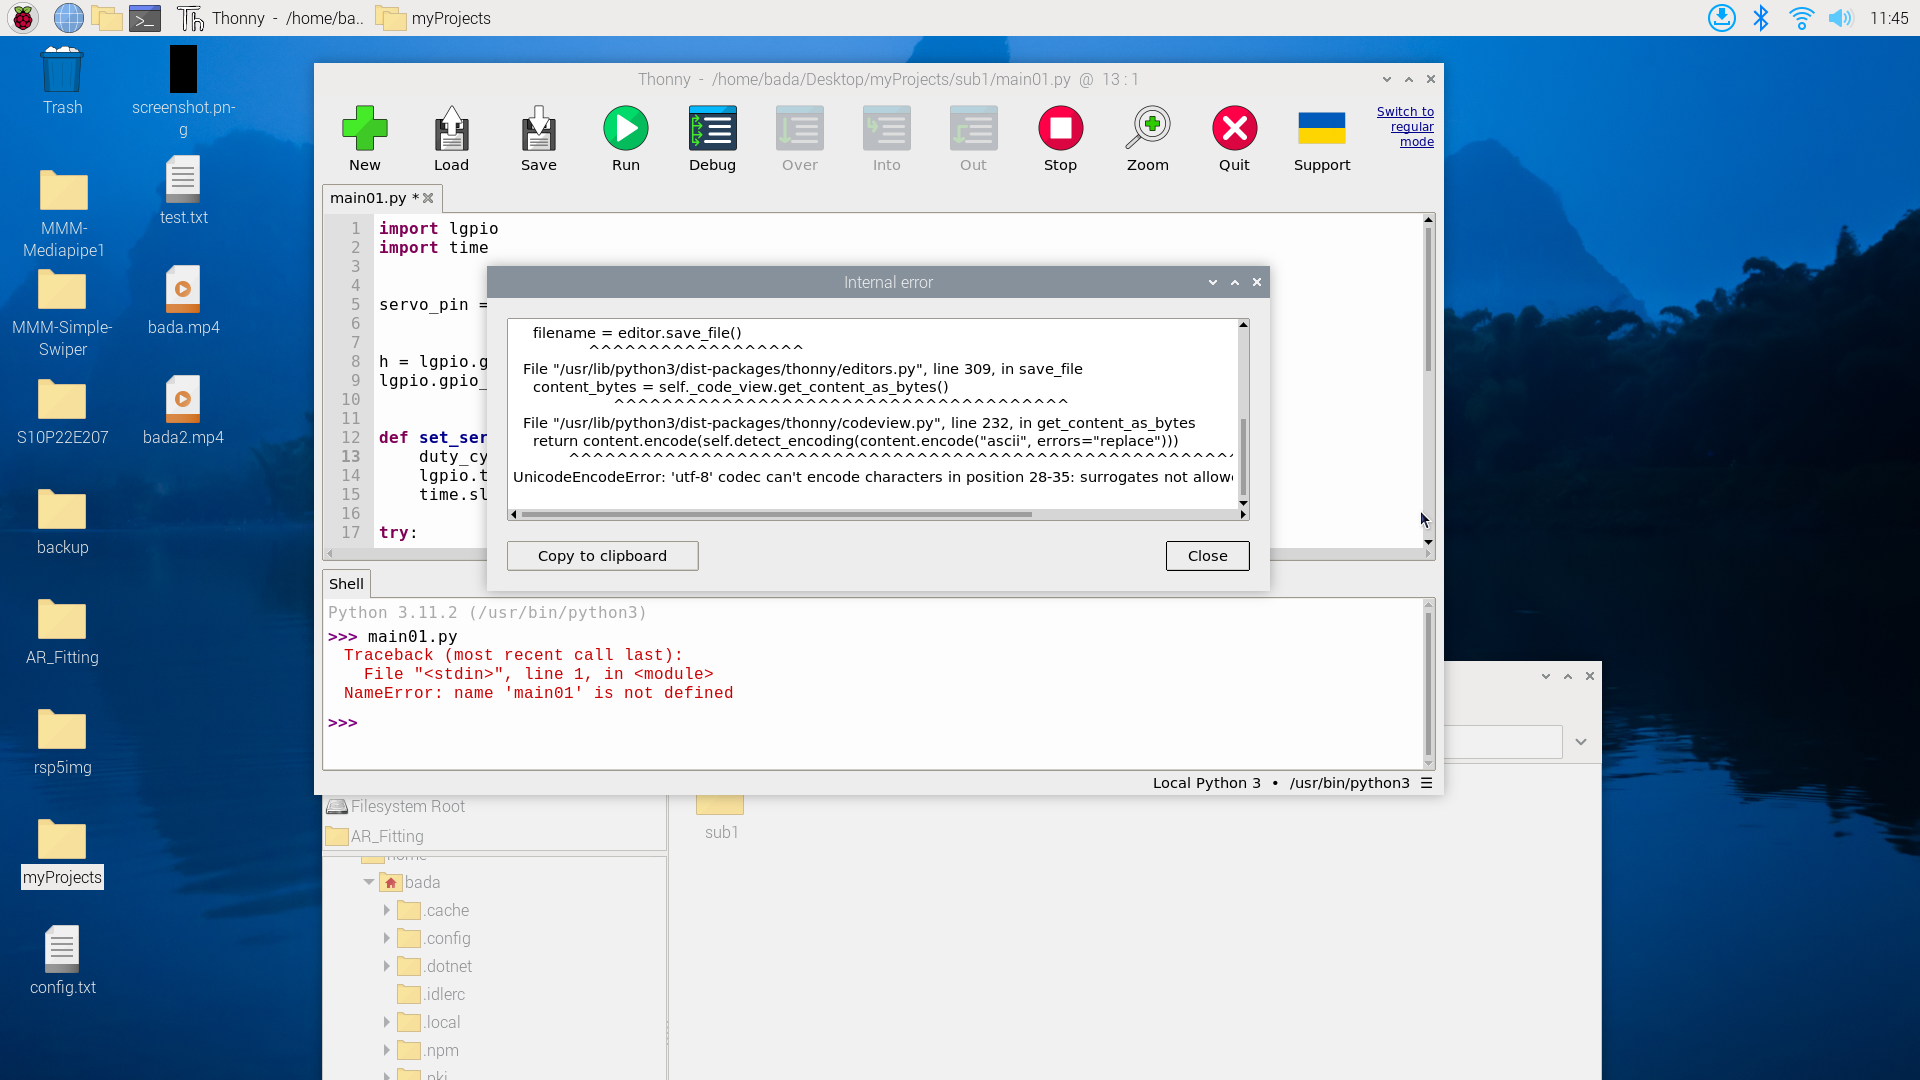 Thonny - /home/ba..
myProjects
11:45
Trash
screenshot.pn-
g
MMM-
Mediapipe1
test.txt
MMM-Simple-
Swiper
bada.mp4
S10P22E207
bada2.mp4
backup
AR_Fitting
rsp5img
myProjects
config.txt
Thonny - /home/bada/Desktop/myProjects/sub1/main01.py @ 13 : 1
New
Load
Save
Run
Debug
Over
Into
Out
Stop
Zoom
Quit
Support
Switch to
regular
mode
main01.py *
1 import lgpio
2 import time
3
4
5 servo_pin =
6
7
8 h = lgpio.g
9 lgpio.gpio_
10
11
12 def set_ser
13 duty_cy
14 lgpio.t
15 time.sl
16
17 try:
Internal error
filename = editor.save_file()
^^^^^^^^^^^^^^^^^^
File "/usr/lib/python3/dist-packages/thonny/editors.py", line 309, in save_file
content_bytes = self._code_view.get_content_as_bytes()
^^^^^^^^^^^^^^^^^^^^^^^^^^^^^^^^^^^^^^
File "/usr/lib/python3/dist-packages/thonny/codeview.py", line 232, in get_content_as_bytes
return content.encode(self.detect_encoding(content.encode("ascii", errors="replace")))
^^^^^^^^^^^^^^^^^^^^^^^^^^^^^^^^^^^^^^^^^^^^^^^^^^^^^^^^
UnicodeEncodeError: 'utf-8' codec can't encode characters in position 28-35: surrogates not allow
Copy to clipboard
Close
Shell
Python 3.11.2 (/usr/bin/python3)
>>> main01.py
Traceback (most recent call last):
File "<stdin>", line 1, in <module>
NameError: name 'main01' is not defined
>>>
Local Python 3 • /usr/bin/python3 ☰
Filesystem Root
AR_Fitting
home
bada
.cache
.config
.dotnet
.idlerc
.local
.npm
.pki
sub1